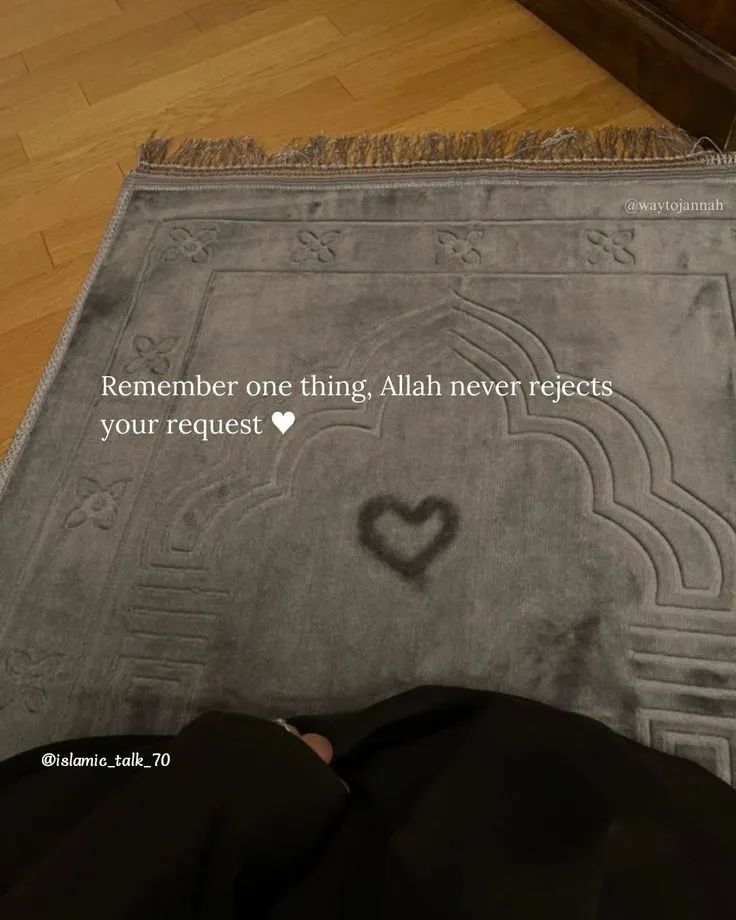 @waytojannah
Remember one thing, Allah never rejects
your request ♥
@islamic_talk_70